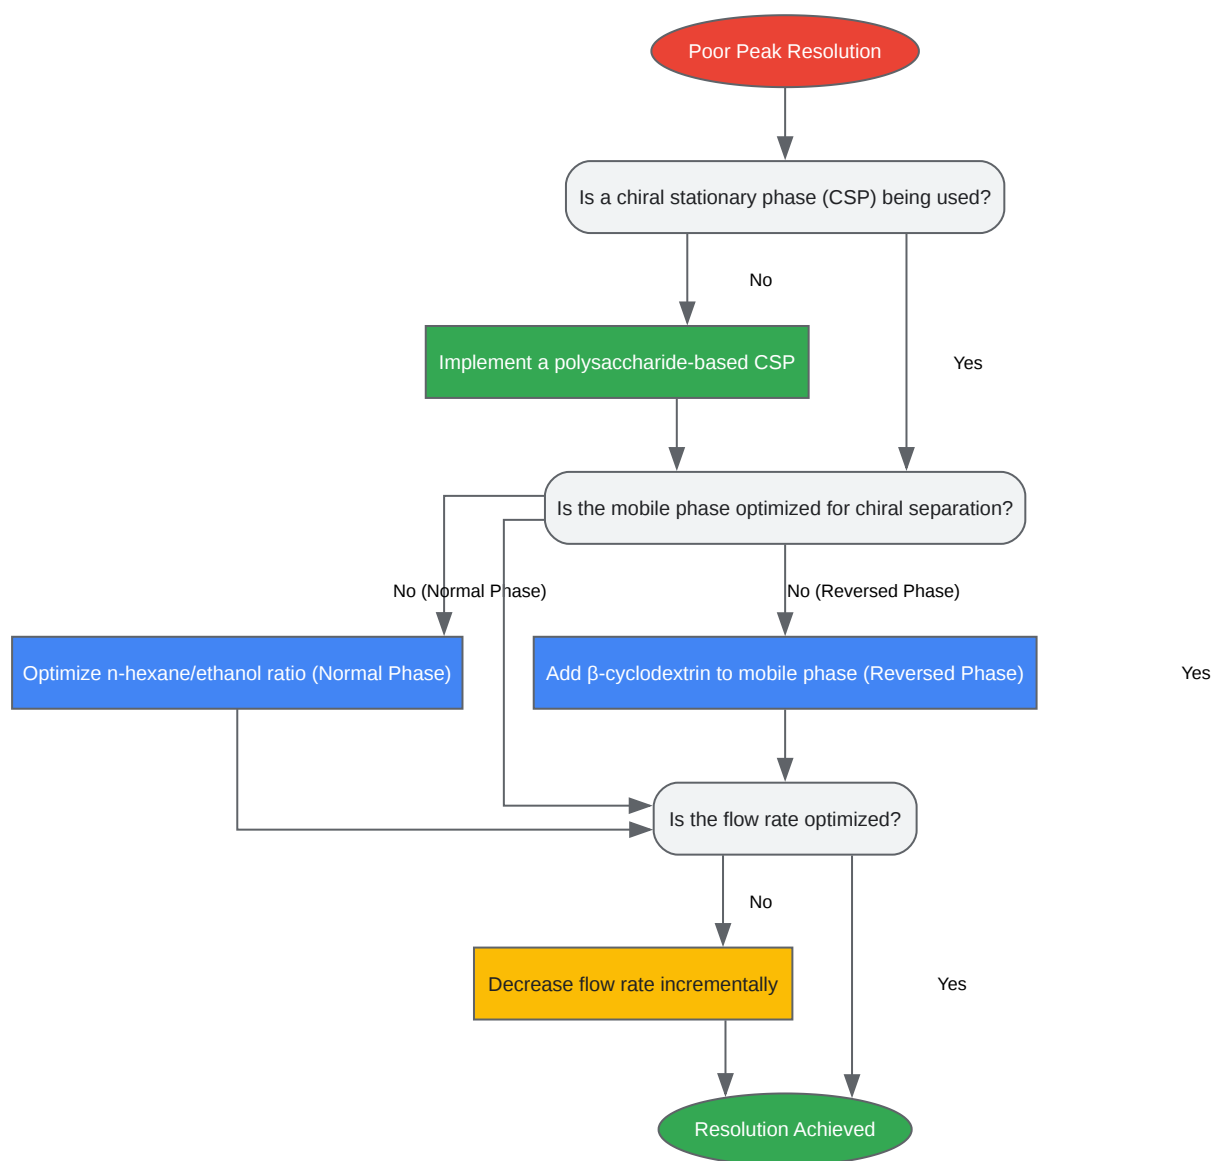 Poor Peak Resolution
Is a chiral stationary phase (CSP) being used?
No
Implement a polysaccharide-based CSP
Yes
Is the mobile phase optimized for chiral separation?
No (Normal Phase)
No (Reversed Phase)
Optimize n-hexane/ethanol ratio (Normal Phase)
Add β-cyclodextrin to mobile phase (Reversed Phase)
Yes
Is the flow rate optimized?
No
Decrease flow rate incrementally
Yes
Resolution Achieved